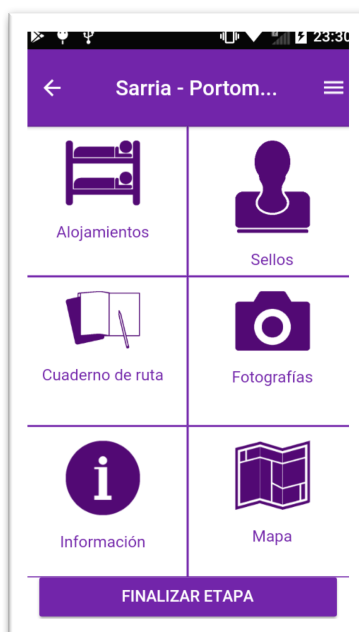 23:30
Sarria - Portom...
Alojamientos
Sellos
Cuaderno de ruta
Fotografías
Información
Mapa
FINALIZAR ETAPA